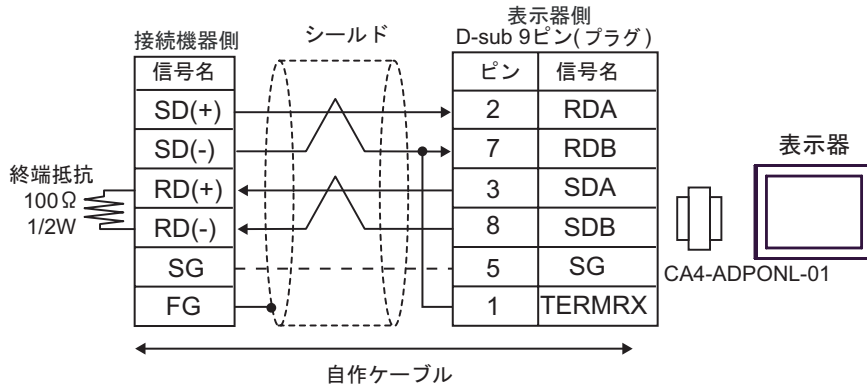 接続機器側
シールド
表示器側
D-sub 9ピン(プラグ)
信号名
ピン 信号名
SD(+) 2 RDA
SD(-) 7 RDB
RD(+) 3 SDA
RD(-) 8 SDB
SG 5 SG
FG 1 TERMRX
終端抵抗
100Ω
1/2W
表示器
CA4-ADPONL-01
自作ケーブル